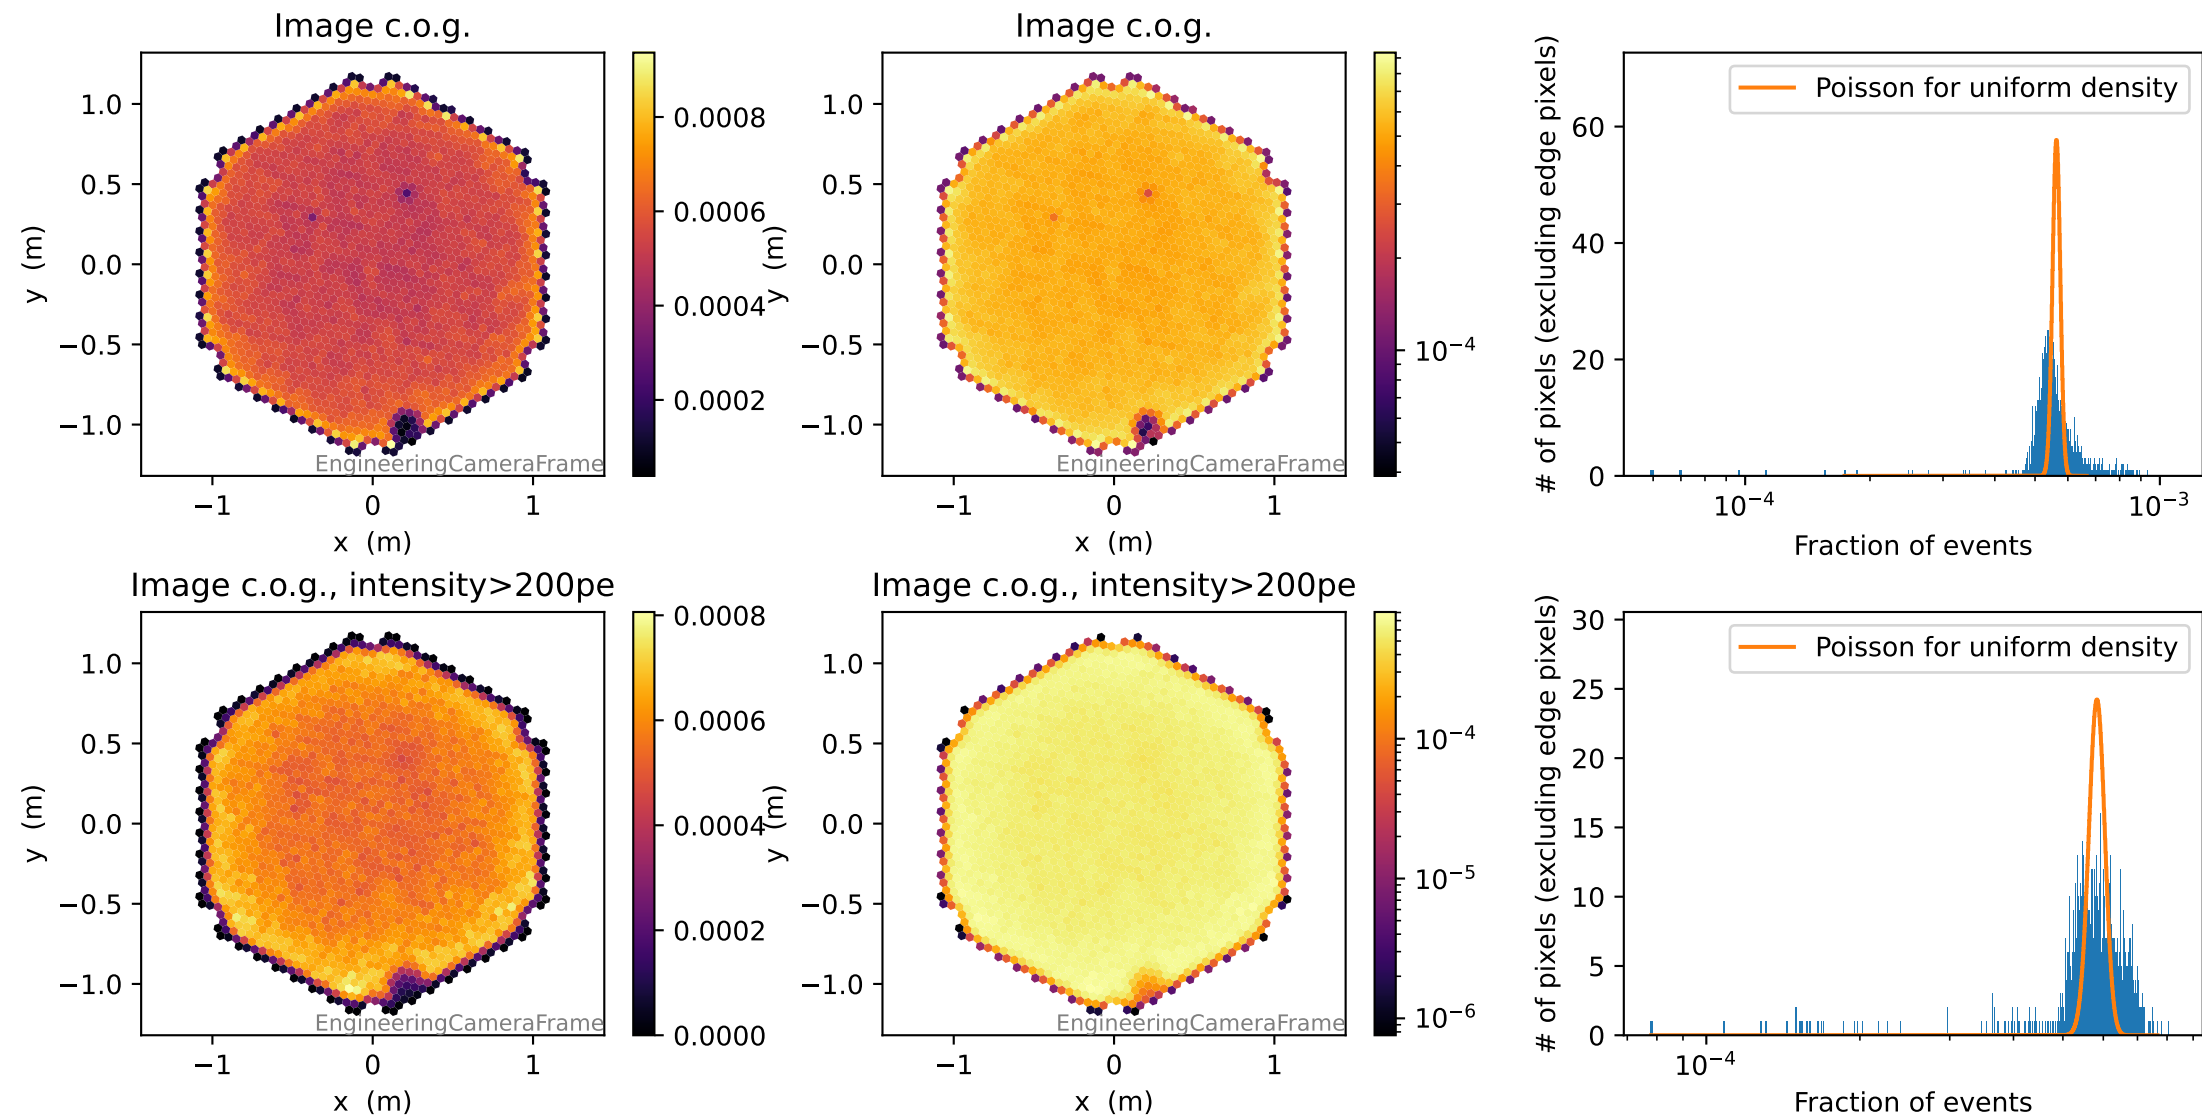 Image c.o.g.
1.0
0.5
0.0
−0.5
−1.0
y (m)
−1
0
1
x (m)
EngineeringCameraFrame
0.0008
0.0006
0.0004
0.0002
Image c.o.g.
1.0
0.5
0.0
−0.5
−1.0
y (m)
−1
0
1
x (m)
EngineeringCameraFrame
10−4
# of pixels (excluding edge pixels)
60
40
20
0
Poisson for uniform density
10−4
10−3
Fraction of events
Image c.o.g., intensity>200pe
1.0
0.5
0.0
−0.5
−1.0
y (m)
−1
0
1
x (m)
EngineeringCameraFrame
0.0008
0.0006
0.0004
0.0002
0.0000
Image c.o.g., intensity>200pe
1.0
0.5
0.0
−0.5
−1.0
y (m)
−1
0
1
x (m)
EngineeringCameraFrame
10−4
10−5
10−6
# of pixels (excluding edge pixels)
30
25
20
15
10
5
0
Poisson for uniform density
10−4
Fraction of events